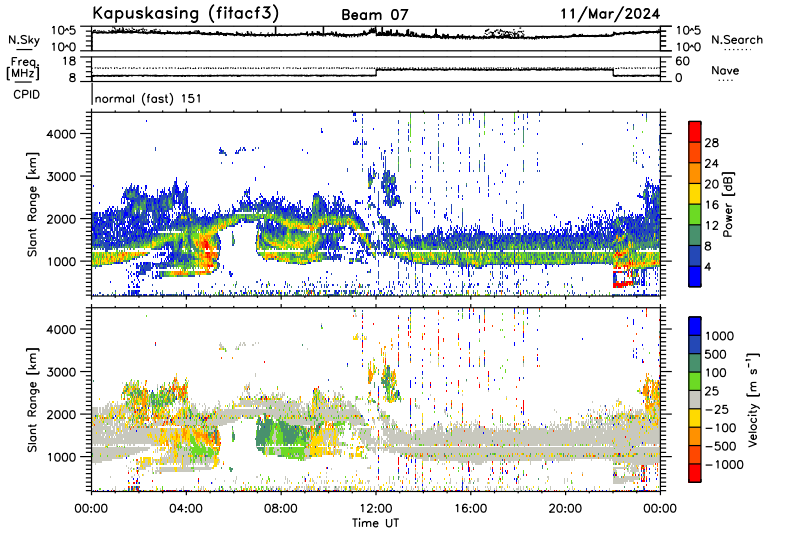 Kapuskasing (fitacf3) Beam 07 11/Mar/2024
N.Sky 10^5 10^0 10^5 10^0 N.Search
Freq. [MHz] 18 8 60 0 Nave
CPID normal (fast) 151
Slant Range [km] 4000 3000 2000 1000
Power [dB] 28 24 20 16 12 8 4
Slant Range [km] 4000 3000 2000 1000
Velocity [m s⁻¹] 1000 500 100 25 −25 −100 −500 −1000
00:00 04:00 08:00 12:00 16:00 20:00 00:00
Time UT